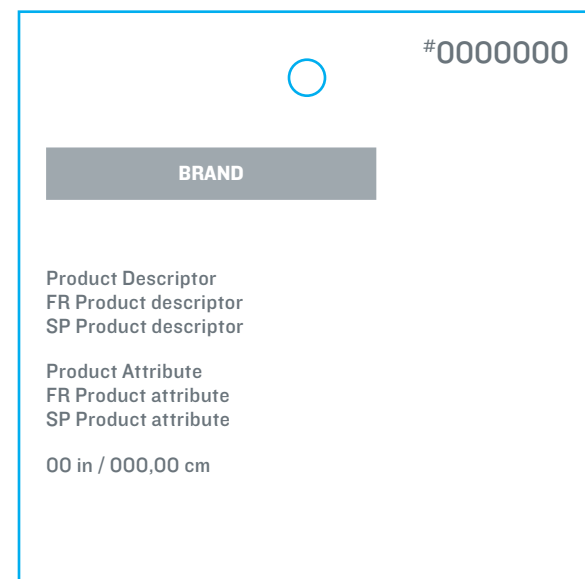 #0000000
BRAND
Product Descriptor
FR Product descriptor
SP Product descriptor
Product Attribute
FR Product attribute
SP Product attribute
00 in / 000,00 cm